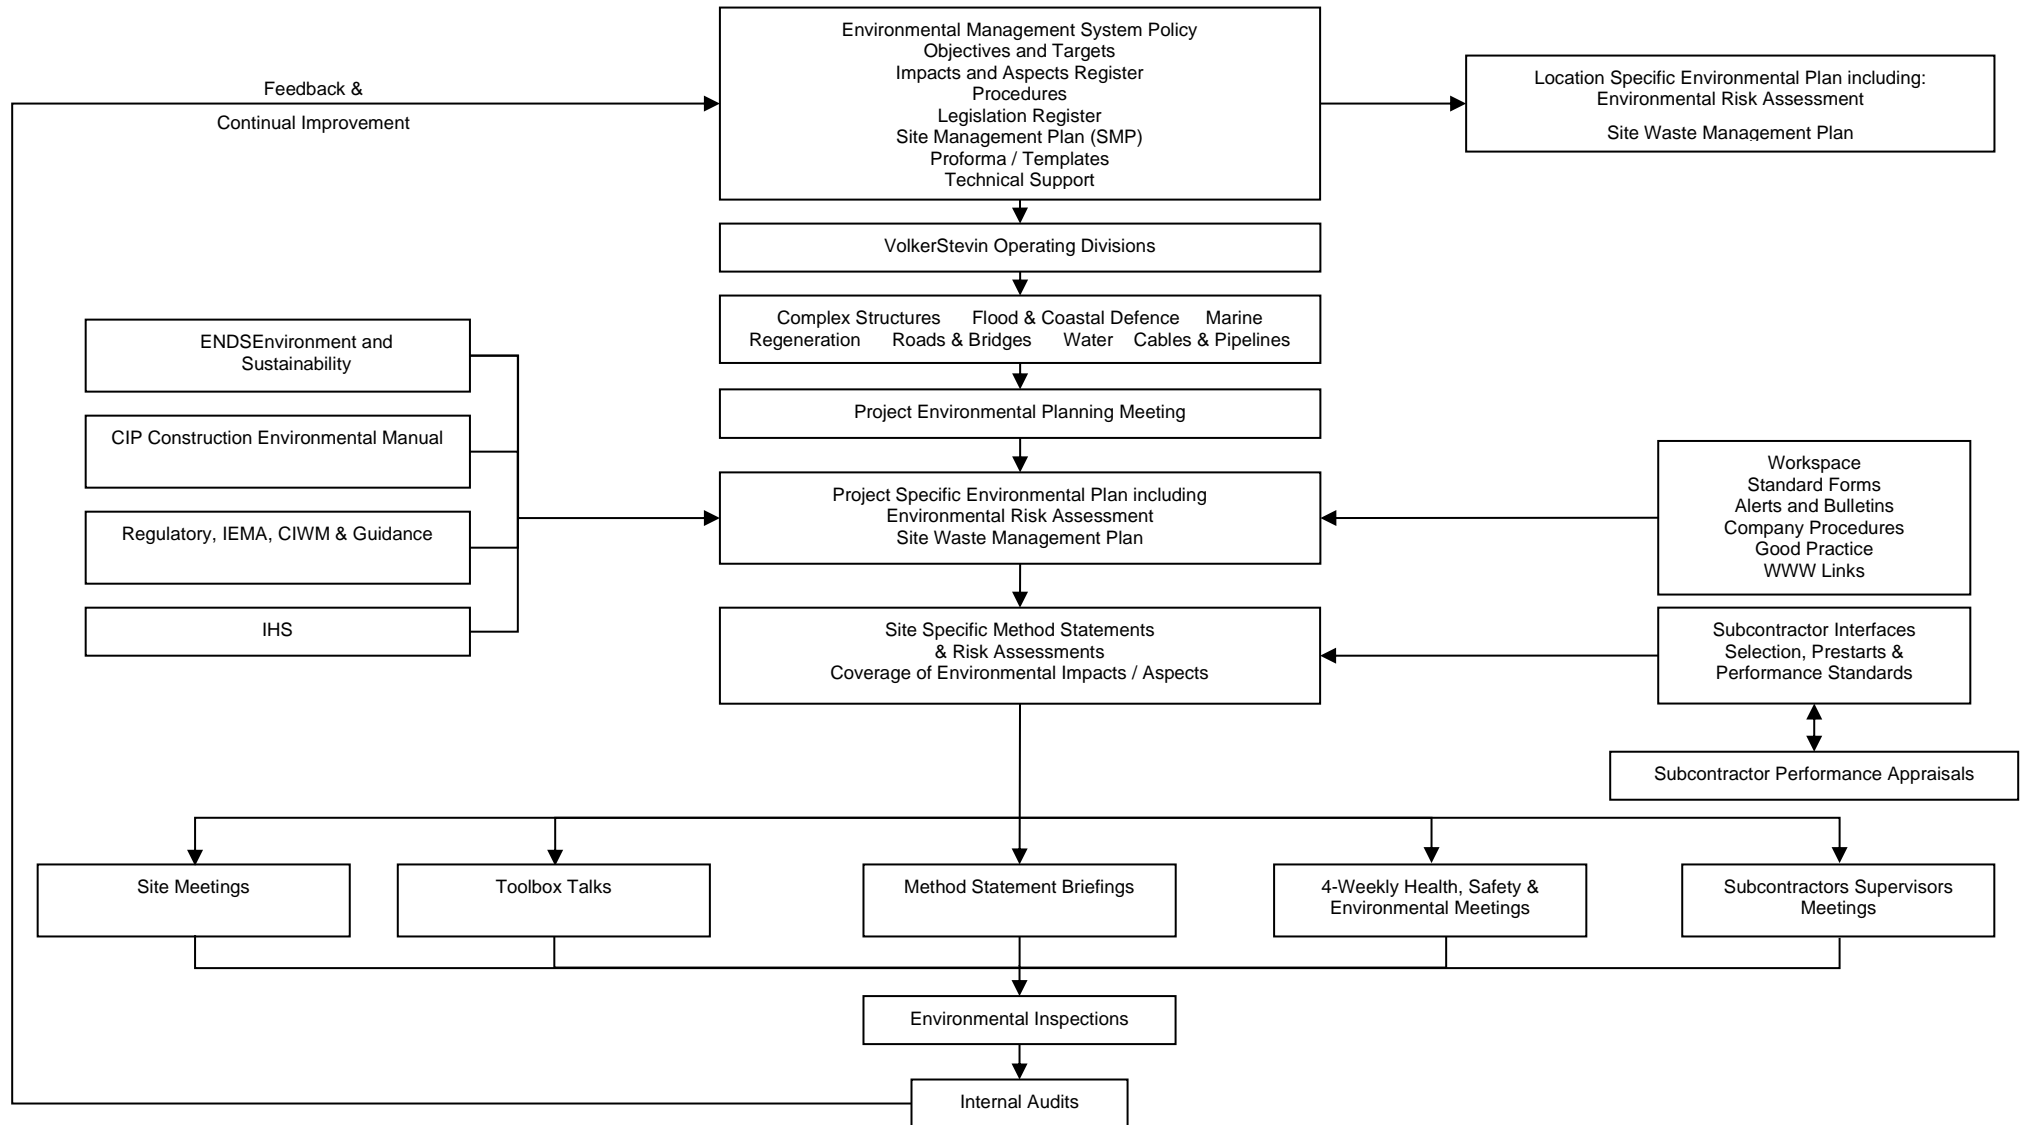 Environmental Management System Policy
Objectives and Targets
Impacts and Aspects Register
Procedures
Legislation Register
Site Management Plan (SMP)
Proforma / Templates
Technical Support
Feedback &
Continual Improvement
Location Specific Environmental Plan including:
Environmental Risk Assessment
Site Waste Management Plan
VolkerStevin Operating Divisions
Complex Structures Flood & Coastal Defence Marine
Regeneration Roads & Bridges Water Cables & Pipelines
Project Environmental Planning Meeting
ENDSEnvironment and
Sustainability
CIP Construction Environmental Manual
Regulatory, IEMA, CIWM & Guidance
IHS
Project Specific Environmental Plan including
Environmental Risk Assessment
Site Waste Management Plan
Workspace
Standard Forms
Alerts and Bulletins
Company Procedures
Good Practice
WWW Links
Site Specific Method Statements
& Risk Assessments
Coverage of Environmental Impacts / Aspects
Subcontractor Interfaces
Selection, Prestarts &
Performance Standards
Subcontractor Performance Appraisals
Site Meetings
Toolbox Talks
Method Statement Briefings
4-Weekly Health, Safety &
Environmental Meetings
Subcontractors Supervisors
Meetings
Environmental Inspections
Internal Audits